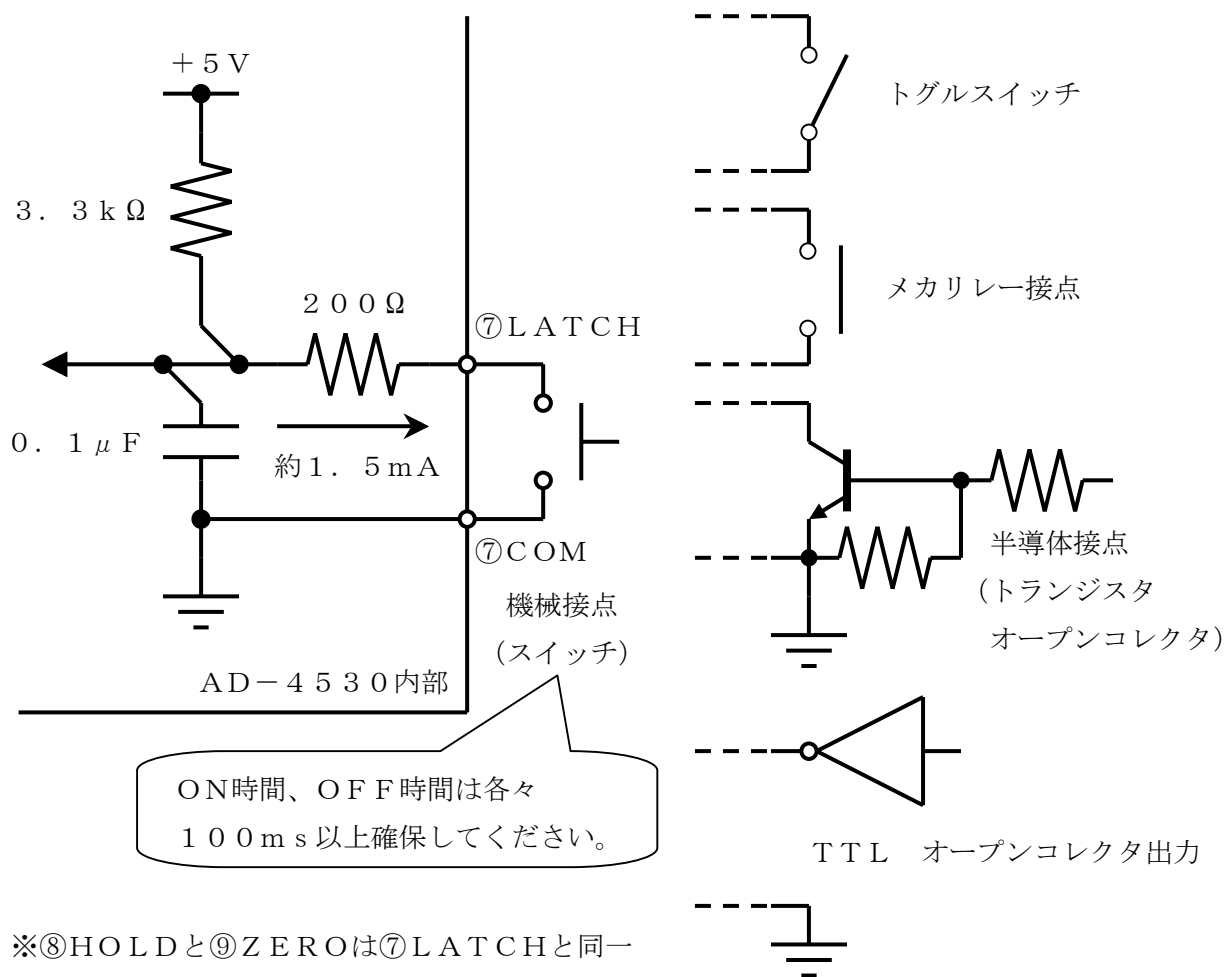 +5V
3.3kΩ
200Ω
⑦LATCH
0.1μF
約1.5mA
⑦COM
機械接点
(スイッチ)
AD-4530内部
ON時間、OFF時間は各々
100ms以上確保してください。
※⑧HOLDと⑨ZEROは⑦LATCHと同一
トグルスイッチ
メカリレー接点
半導体接点
(トランジスタ
オープンコレクタ)
TTL オープンコレクタ出力